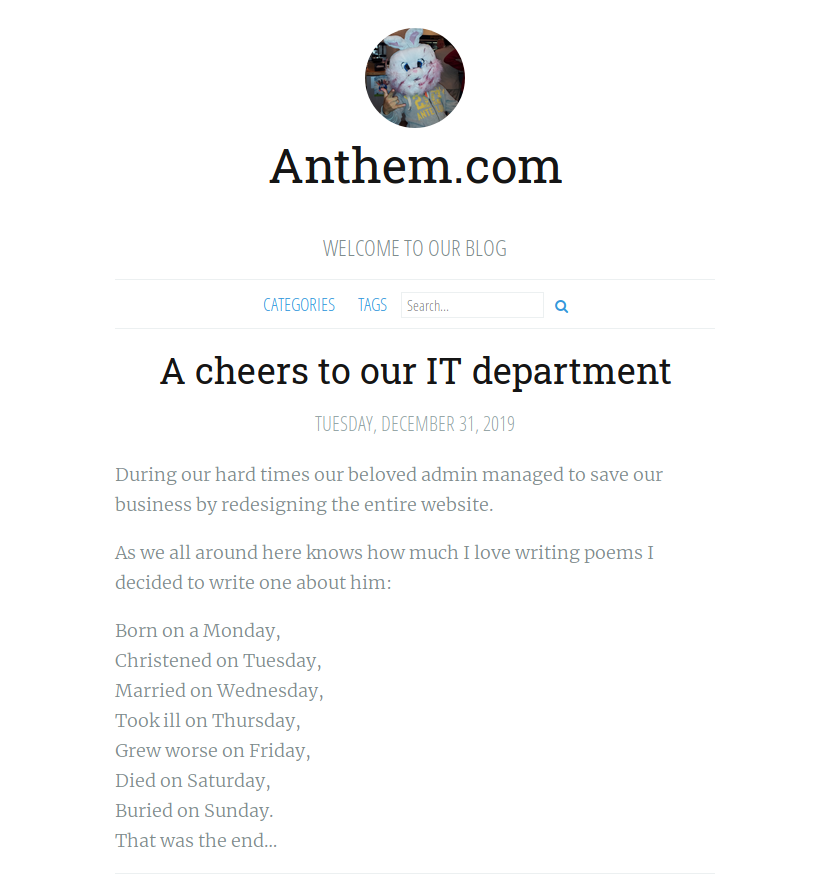 Anthem.com
WELCOME TO OUR BLOG
CATEGORIES TAGS Search...
A cheers to our IT department
TUESDAY, DECEMBER 31, 2019
During our hard times our beloved admin managed to save our
business by redesigning the entire website.
As we all around here knows how much I love writing poems I
decided to write one about him:
Born on a Monday,
Christened on Tuesday,
Married on Wednesday,
Took ill on Thursday,
Grew worse on Friday,
Died on Saturday,
Buried on Sunday.
That was the end…